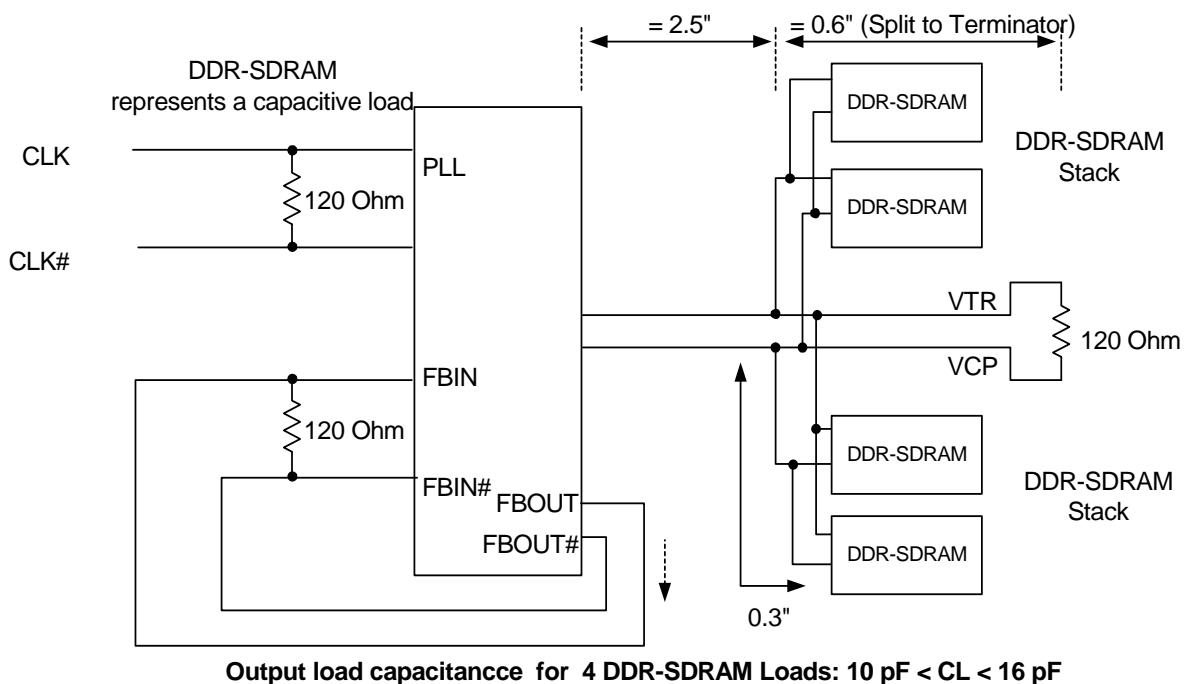 = 2.5"
= 0.6" (Split to Terminator)
DDR-SDRAM
represents a capacitive load
DDR-SDRAM
DDR-SDRAM
Stack
CLK
PLL
120 Ohm
DDR-SDRAM
CLK#
VTR
120 Ohm
VCP
FBIN
120 Ohm
DDR-SDRAM
FBIN#
FBOUT
DDR-SDRAM
Stack
FBOUT#
DDR-SDRAM
0.3"
Output load capacitancce for 4 DDR-SDRAM Loads: 10 pF < CL < 16 pF